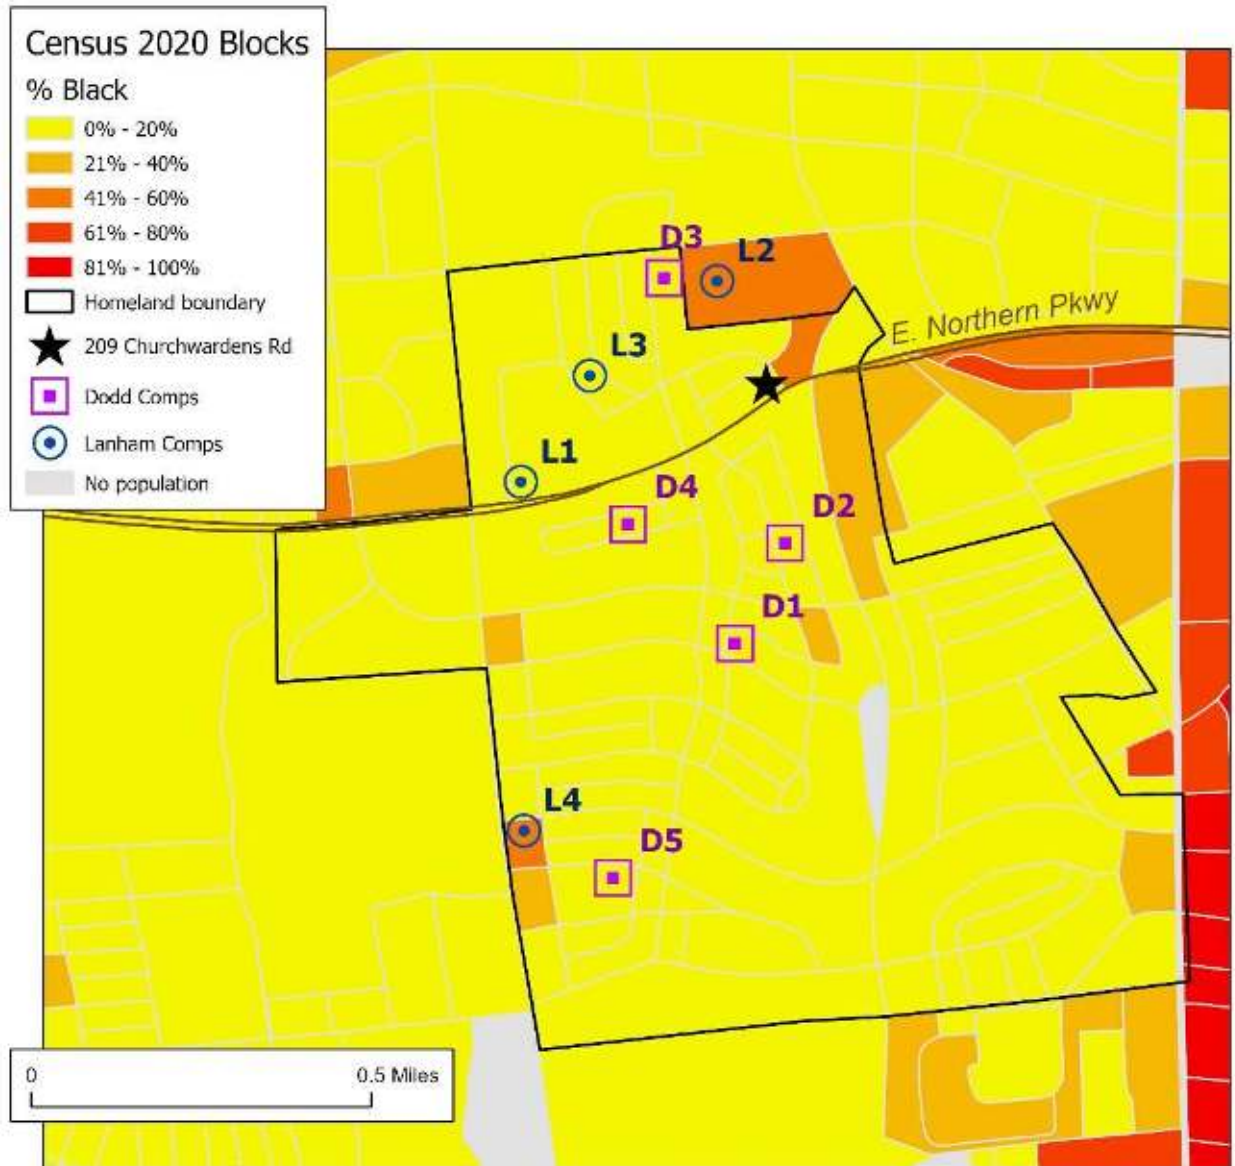 Census 2020 Blocks
% Black
0% - 20%
21% - 40%
41% - 60%
61% - 80%
81% - 100%
Homeland boundary
209 Churchwardens Rd
Dodd Comps
Lanham Comps
No population
D3
L2
E. Northern Pkwy
L3
L1
D4
D2
D1
L4
D5
0 0.5 Miles